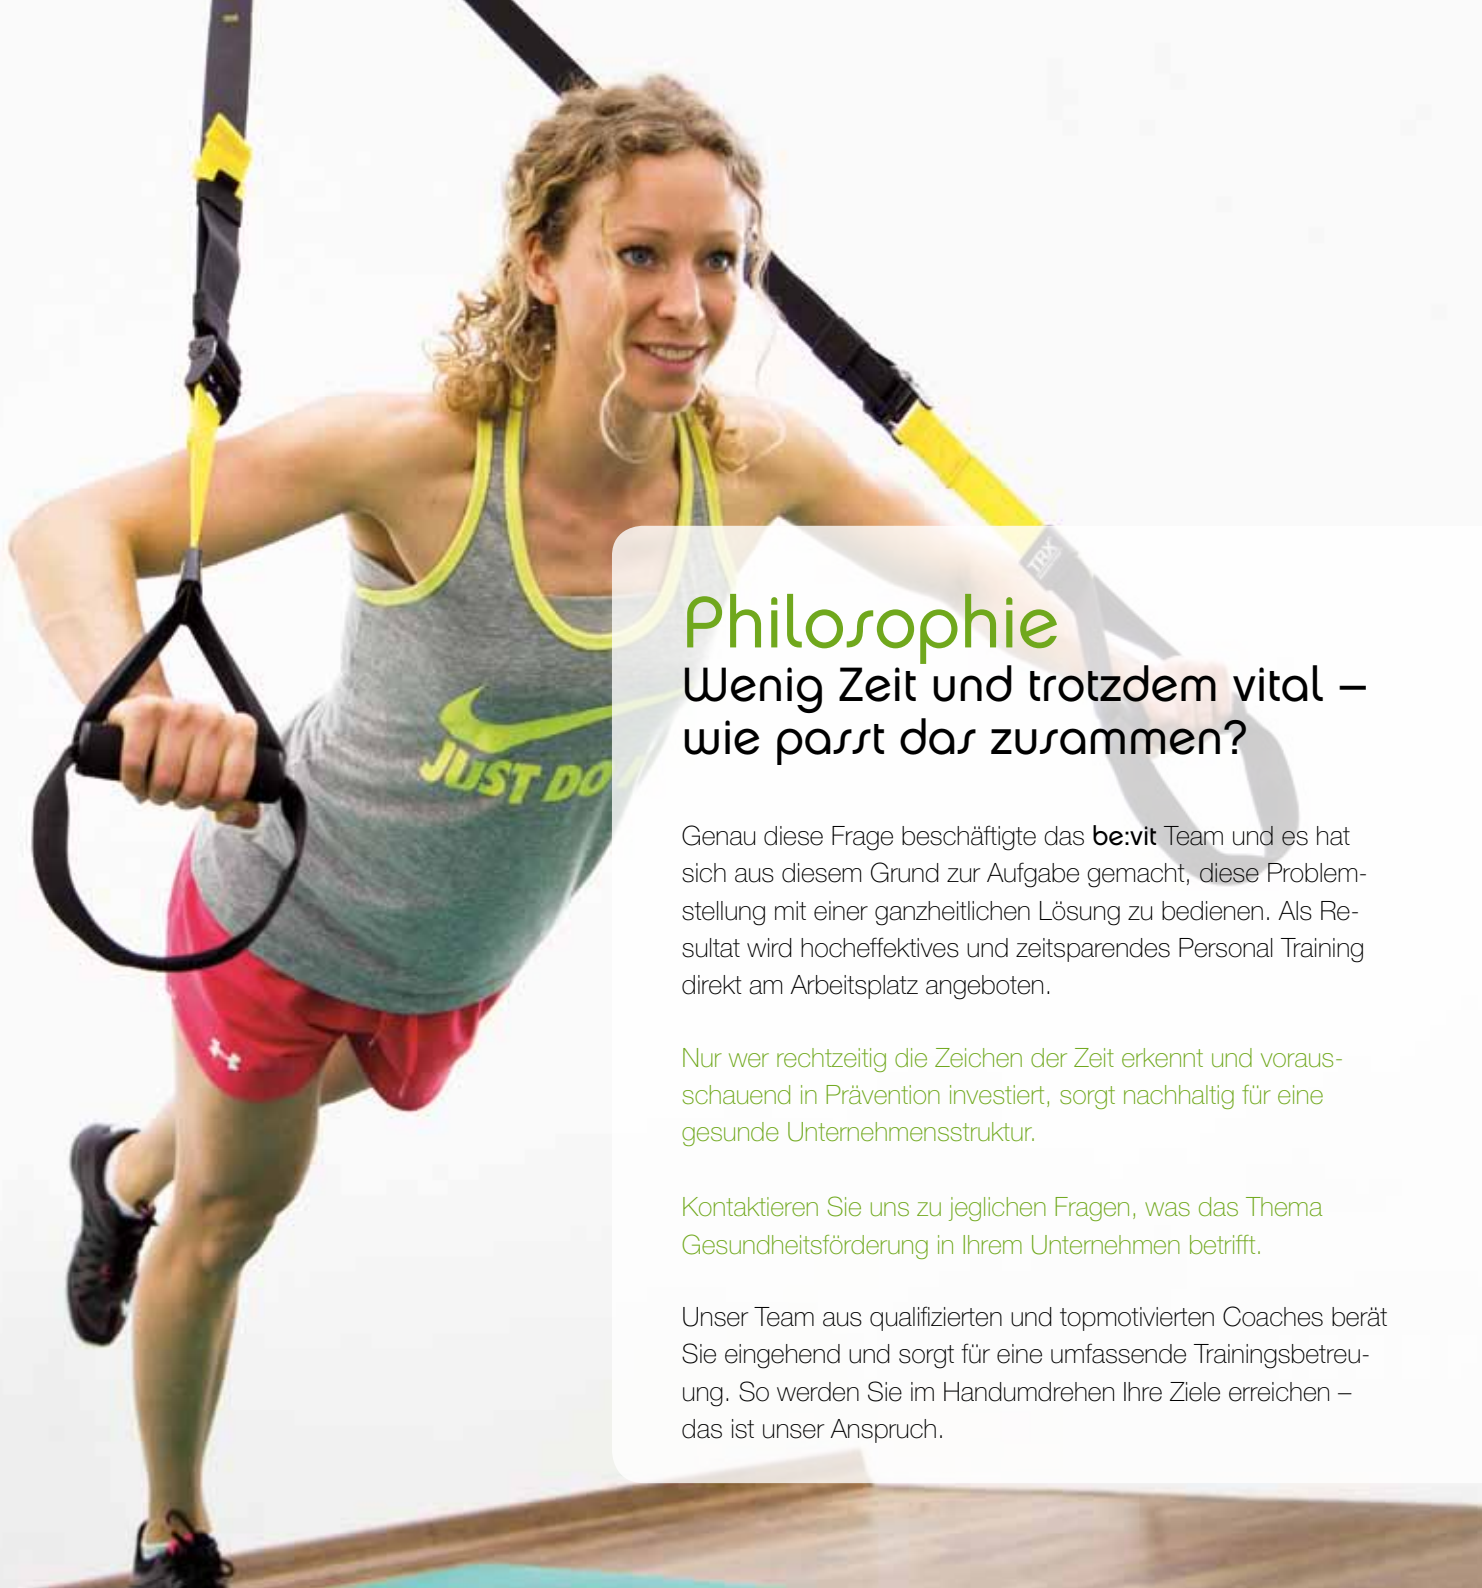 TRX
JUST DO
Philosophie
Wenig Zeit und trotzdem vital –
wie passt das zusammen?
Genau diese Frage beschäftigte das be:vit Team und es hat
sich aus diesem Grund zur Aufgabe gemacht, diese Problem-
stellung mit einer ganzheitlichen Lösung zu bedienen. Als Re-
sultat wird hocheffektives und zeitsparendes Personal Training
direkt am Arbeitsplatz angeboten.
Nur wer rechtzeitig die Zeichen der Zeit erkennt und voraus-
schauend in Prävention investiert, sorgt nachhaltig für eine
gesunde Unternehmensstruktur.
Kontaktieren Sie uns zu jeglichen Fragen, was das Thema
Gesundheitsförderung in Ihrem Unternehmen betrifft.
Unser Team aus qualifizierten und topmotivierten Coaches berät
Sie eingehend und sorgt für eine umfassende Trainingsbetreu-
ung. So werden Sie im Handumdrehen Ihre Ziele erreichen –
das ist unser Anspruch.